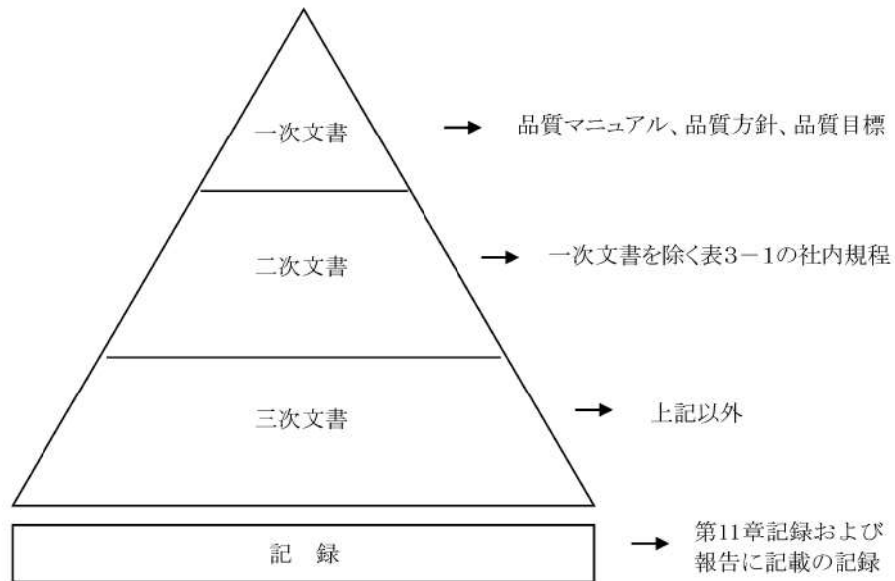 一次文書
品質マニュアル、品質方針、品質目標
二次文書
一次文書を除く表3-1の社内規程
三次文書
上記以外
記 録
第11章記録および
報告に記載の記録